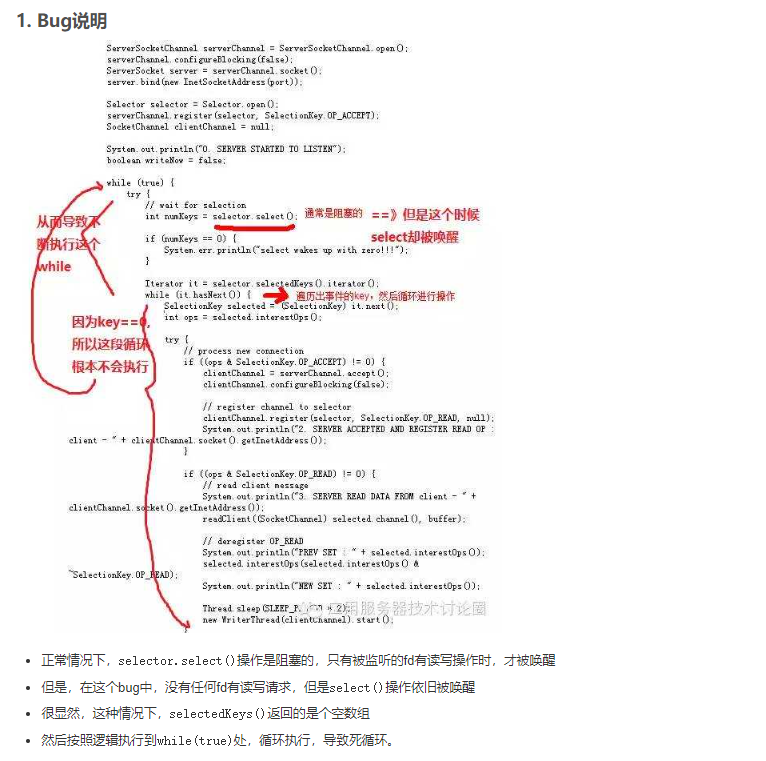 1. Bug说明
ServerSocketChannel serverChannel = ServerSocketChannel.open();
serverChannel.configureBlocking(false);
ServerSocket server = serverChannel.socket();
server.bind(new InetSocketAddress(port));
Selector selector = Selector.open();
serverChannel.register(selector, SelectionKey.OP_ACCEPT);
SocketChannel clientChannel = null;
System.out.println("0. SERVER STARTED TO LISTEN");
boolean writeNow = false;
while (true) {
try {
// wait for selection
int numKeys = selector.select(); 通常是阻塞的 ==》但是这个时候
select却被唤醒
从而导致不
断执行这个
while
if (numKeys == 0) {
System.err.println("select wakes up with zero!!!");
}
Iterator it = selector.selectedKeys().iterator();
while (it.hasNext()) { 遍历出事件的key，然后循环进行操作
SelectionKey selected = (SelectionKey) it.next();
int ops = selected.interestOps();
因为key==0,
所以这段循环
根本不会执行
try {
// process new connection
if ((ops & SelectionKey.OP_ACCEPT) != 0) {
clientChannel = serverChannel.accept();
clientChannel.configureBlocking(false);
// register channel to selector
clientChannel.register(selector, SelectionKey.OP_READ, null);
System.out.println("2. SERVER ACCEPTED AND REGISTER READ OP :
client - " + clientChannel.socket().getInetAddress());
}
if ((ops & SelectionKey.OP_READ) != 0) {
// read client message
System.out.println("3. SERVER READ DATA FROM client - " +
clientChannel.socket().getInetAddress());
readClient((SocketChannel) selected.channel(), buffer);
// deregister OP_READ
System.out.println("PREV SET : " + selected.interestOps());
selected.interestOps(selected.interestOps() &
~SelectionKey.OP_READ);
System.out.println("NEW SET : " + selected.interestOps());
Thread.sleep( * 2);
应用服务器技术讨论圈
new WriterThread(clientChannel).start();
正常情况下，selector.select()操作是阻塞的，只有被监听的fd有读写操作时，才被唤醒
但是，在这个bug中，没有任何fd有读写请求，但是select()操作依旧被唤醒
很显然，这种情况下，selectedKeys()返回的是个空数组
然后按照逻辑执行到while(true)处，循环执行，导致死循环。